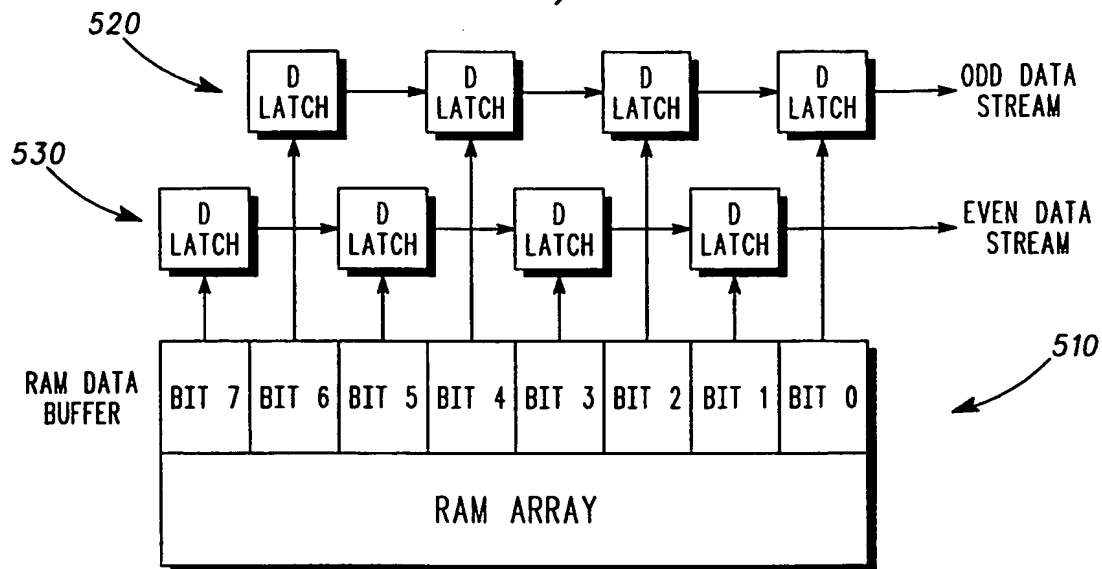 520
D LATCH
D LATCH
D LATCH
D LATCH
ODD DATA STREAM
530
D LATCH
D LATCH
D LATCH
D LATCH
EVEN DATA STREAM
510
RAM DATA BUFFER
BIT 7
BIT 6
BIT 5
BIT 4
BIT 3
BIT 2
BIT 1
BIT 0
RAM ARRAY